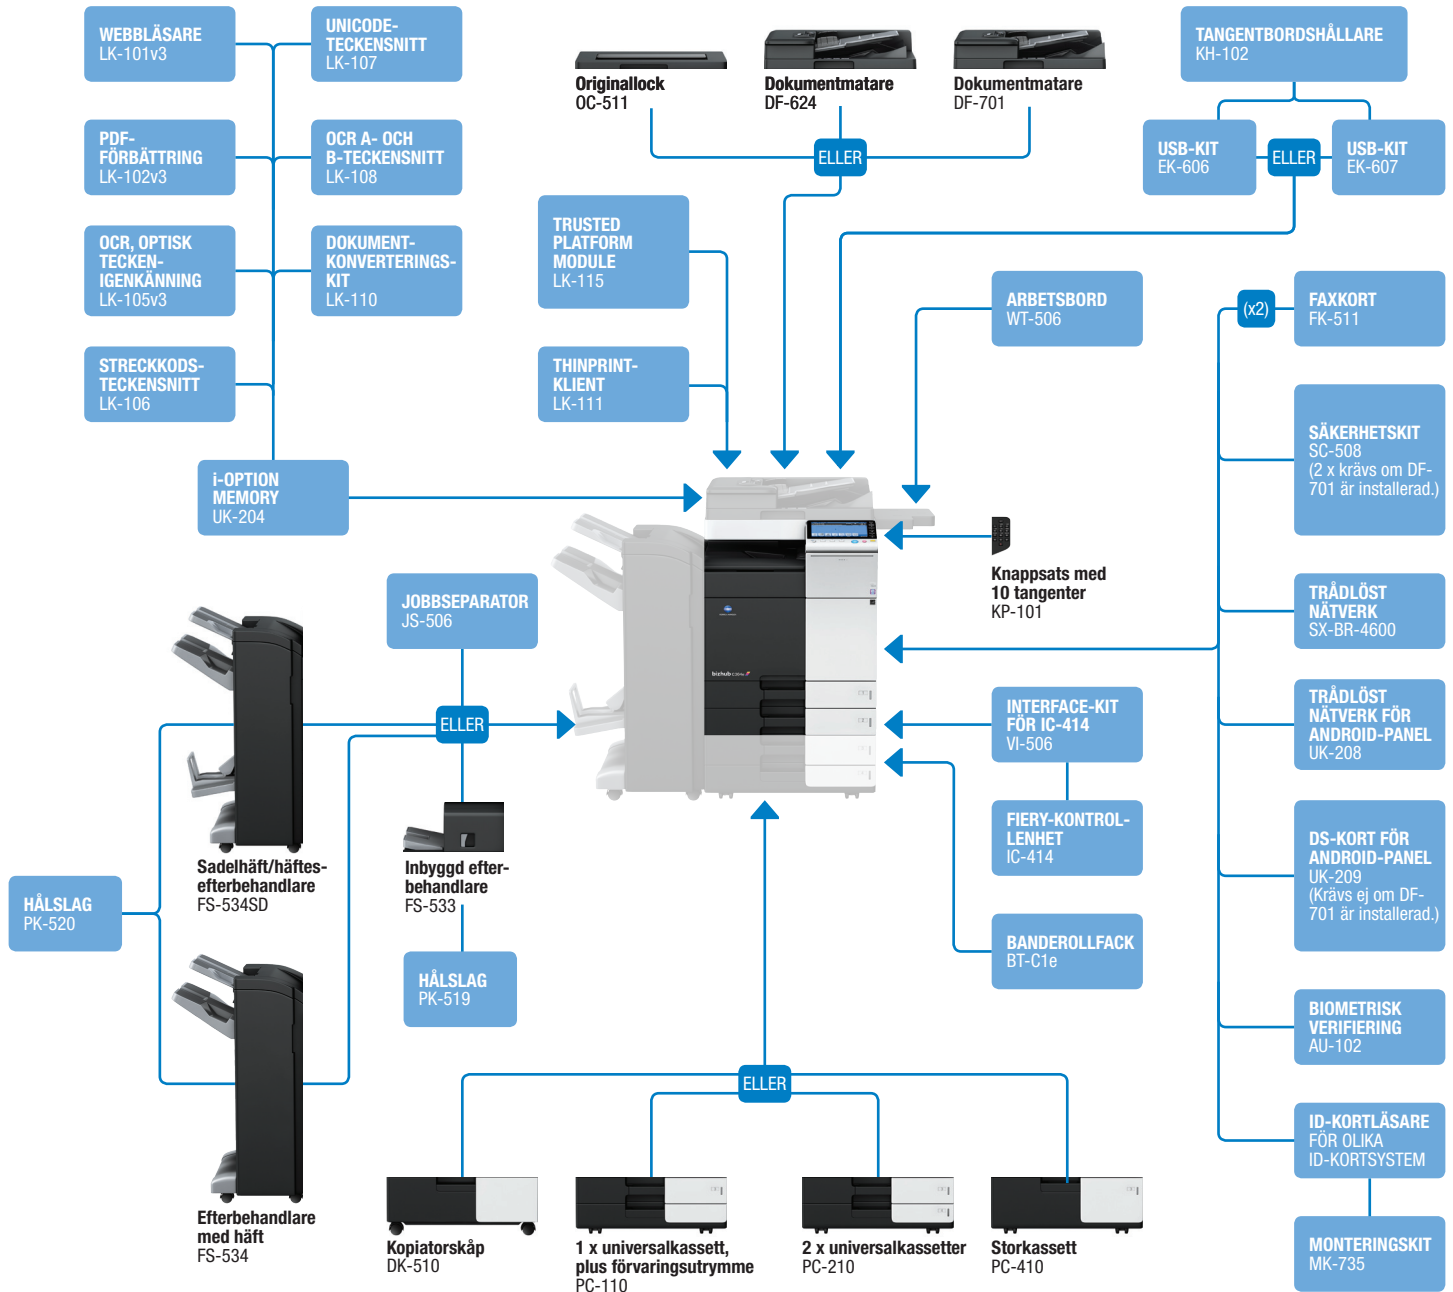 WEBBLÄSARE
LK-101v3
UNICODE-
TECKENSNITT
LK-107
PDF-
FÖRBÄTTRING
LK-102v3
OCR A- OCH
B-TECKENSNITT
LK-108
OCR, OPTISK
TECKEN-
IGENKÄNNING
LK-105v3
DOKUMENT-
KONVERTERINGS-
KIT
LK-110
STRECKKODS-
TECKENSNITT
LK-106
i-OPTION
MEMORY
UK-204
Originallock
OC-511
Dokumentmatare
DF-624
Dokumentmatare
DF-701
ELLER
TANGENTBORDSHÅLLARE
KH-102
USB-KIT
EK-606
ELLER
USB-KIT
EK-607
TRUSTED
PLATFORM
MODULE
LK-115
THINPRINT-
KLIENT
LK-111
ARBETSBORD
WT-506
(x2)
FAXKORT
FK-511
SÄKERHETSKIT
SC-508
(2 x krävs om DF-
701 är installerad.)
Knappsats med
10 tangenter
KP-101
TRÅDLÖST
NÄTVERK
SX-BR-4600
JOBBSEPARATOR
JS-506
ELLER
bizhub C364e
INTERFACE-KIT
FÖR IC-414
VI-506
TRÅDLÖST
NÄTVERK FÖR
ANDROID-PANEL
UK-208
FIERY-KONTROL-
LENHET
IC-414
DS-KORT FÖR
ANDROID-PANEL
UK-209
(Krävs ej om DF-
701 är installerad.)
Sadelhäft/häftes-
efterbehandlare
FS-534SD
Inbyggd efter-
behandlare
FS-533
HÅLSLAG
PK-520
HÅLSLAG
PK-519
BANDEROLLFACK
BT-C1e
BIOMETRISK
VERIFIERING
AU-102
ELLER
ID-KORTLÄSARE
FÖR OLIKA
ID-KORTSYSTEM
Efterbehandlare
med häft
FS-534
Kopiatorskåp
DK-510
1 x universalkassett,
plus förvaringsutrymme
PC-110
2 x universalkassetter
PC-210
Storkassett
PC-410
MONTERINGSKIT
MK-735